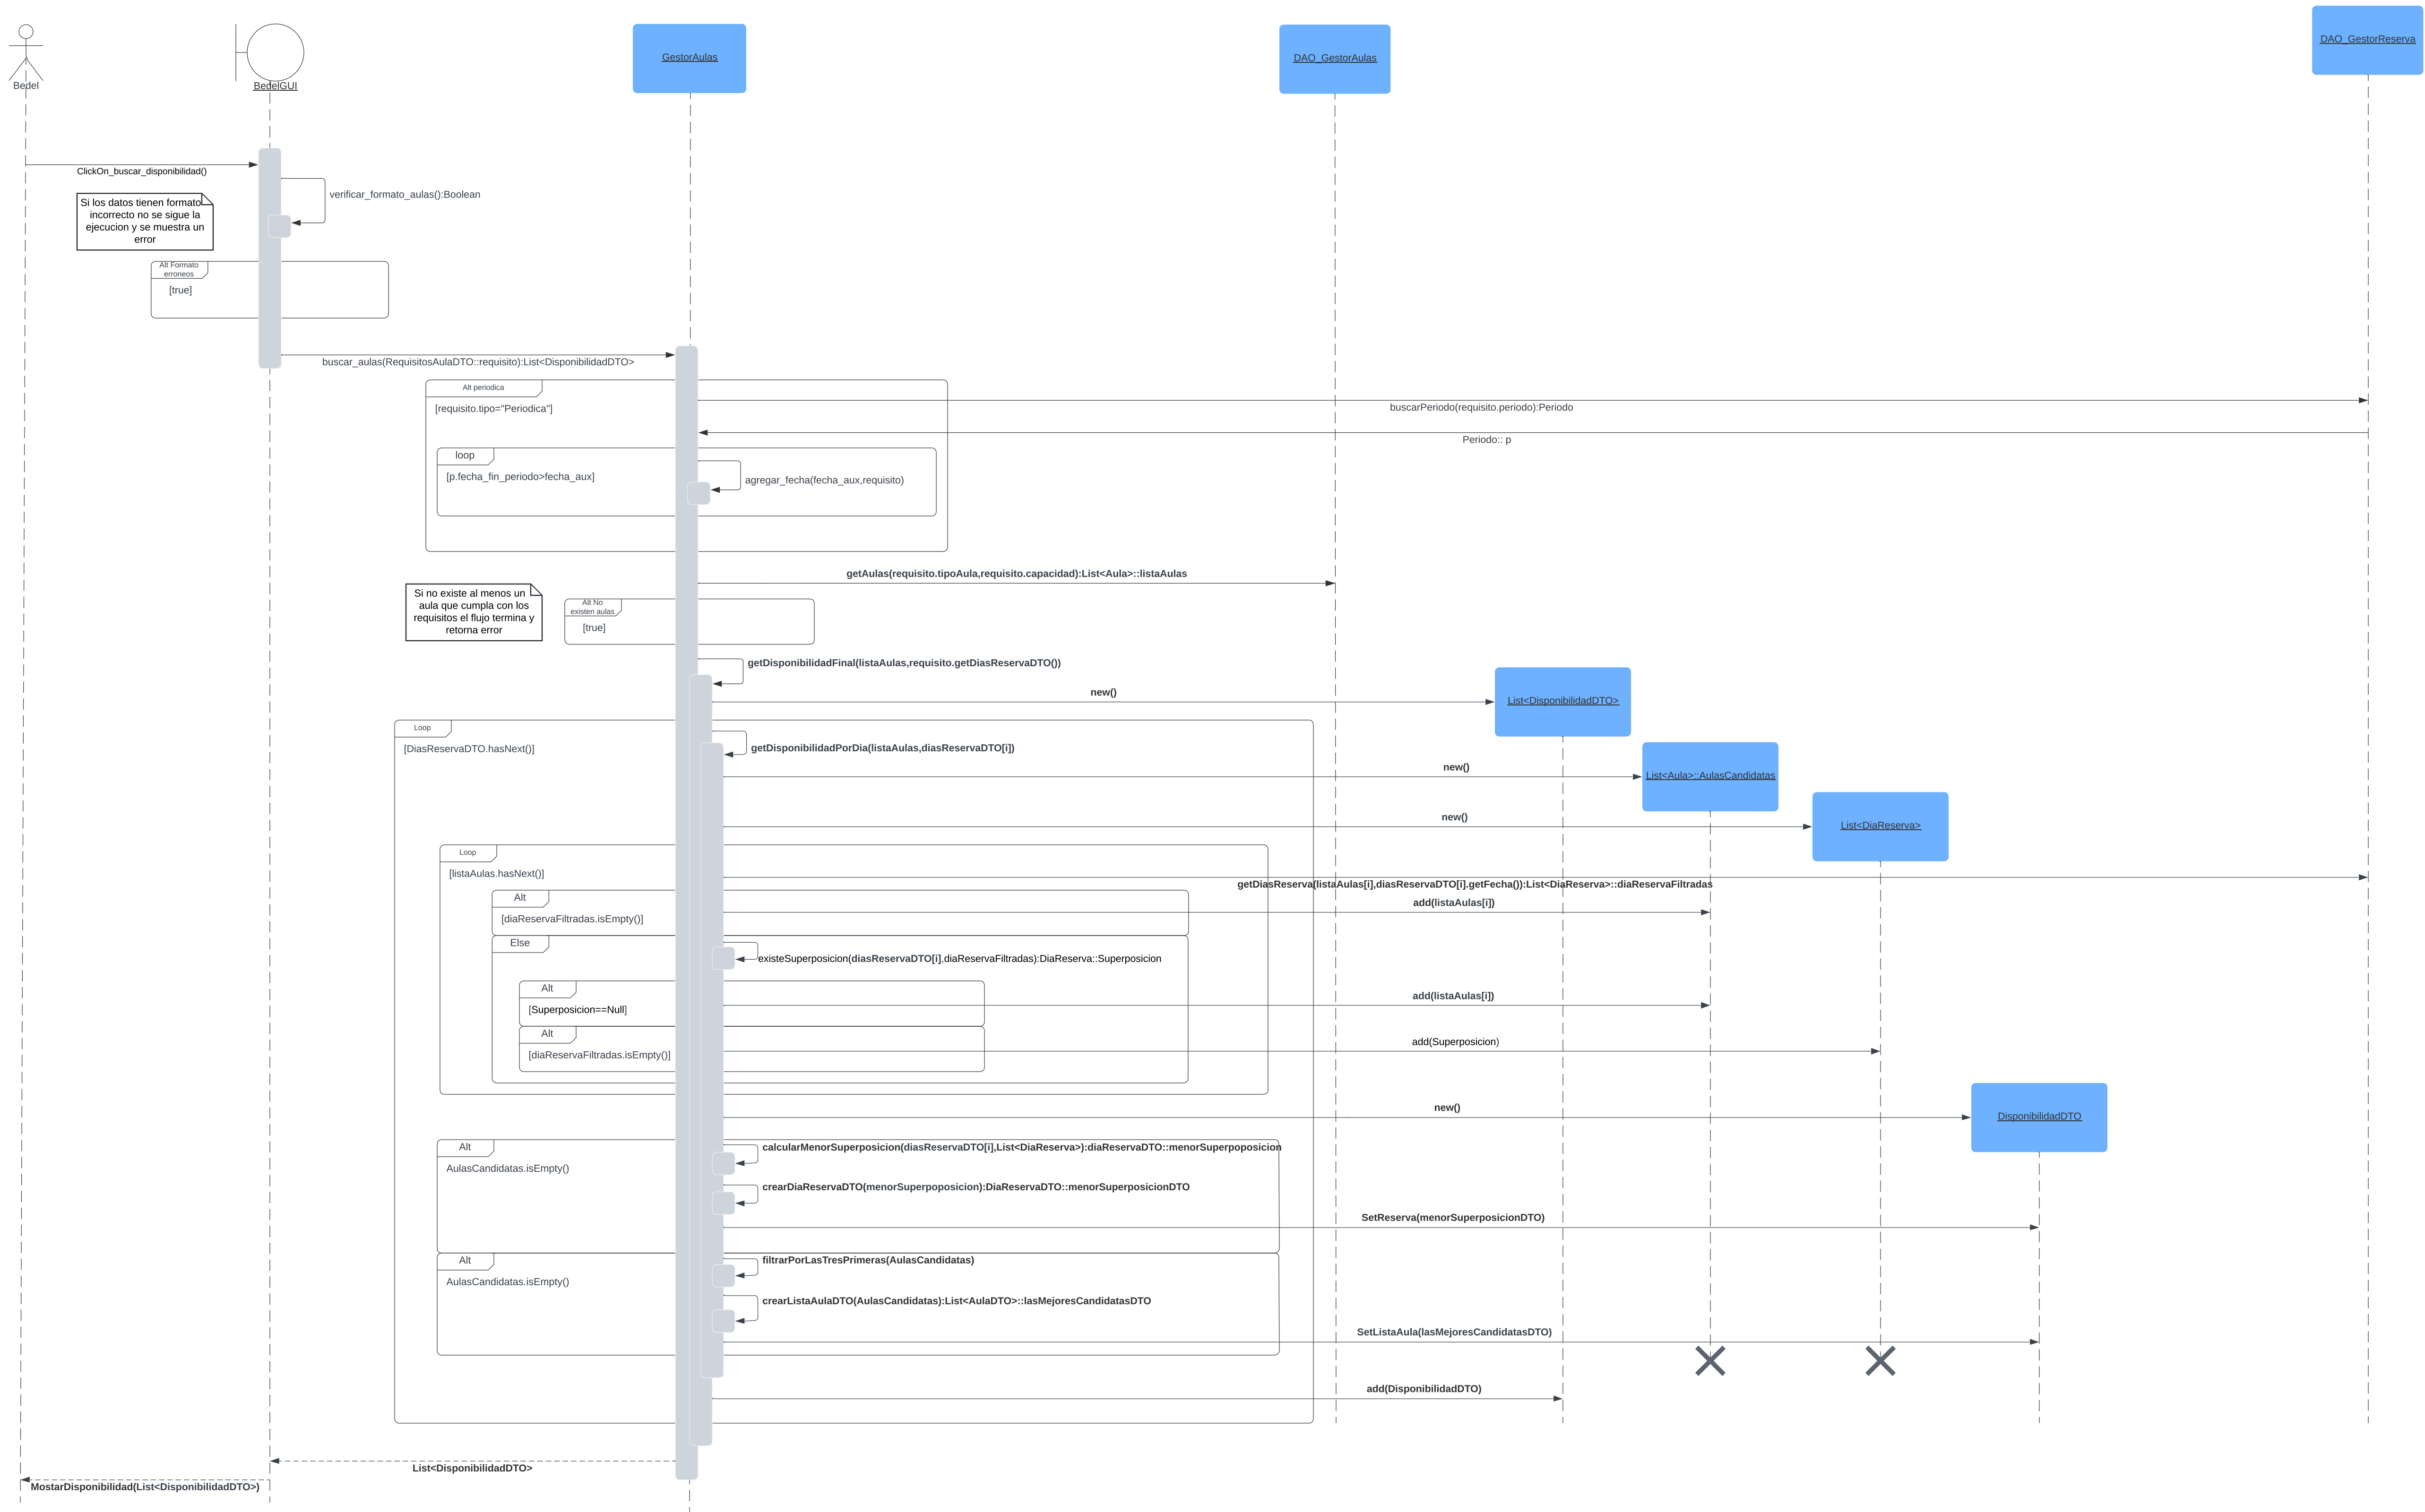 DAO_GestorReserva
GestorAulas
DAO_GestorAulas
Bedel
BedelGUI
ClickOn_buscar_disponibilidad()
verificar_formato_aulas():Boolean
Si los datos tienen formato
incorrecto no se sigue la
ejecucion y se muestra un
error
Alt Formato
erroneos
[true]
buscar_aulas(RequisitosAulaDTO::requisito):List<DisponibilidadDTO>
Alt periodica
[requisito.tipo="Periodica"]
buscarPeriodo(requisito.periodo):Periodo
Periodo:: p
loop
[p.fecha_fin_periodo>fecha_aux]
agregar_fecha(fecha_aux,requisito)
getAulas(requisito.tipoAula,requisito.capacidad):List<Aula>::listaAulas
Si no existe al menos un
aula que cumpla con los
requisitos el flujo termina y
retorna error
Alt No
existen aulas
[true]
getDisponibilidadFinal(listaAulas,requisito.getDiasReservaDTO())
new()
List<DisponibilidadDTO>
Loop
[DiasReservaDTO.hasNext()]
getDisponibilidadPorDia(listaAulas,diasReservaDTO[i])
new()
List<Aula>::AulasCandidatas
new()
List<DiaReserva>
Loop
[listaAulas.hasNext()]
getDiasReserva(listaAulas[i],diasReservaDTO[i].getFecha()):List<DiaReserva>::diaReservaFiltradas
Alt
[diaReservaFiltradas.isEmpty()]
add(listaAulas[i])
Else
existeSuperposicion(diasReservaDTO[i],diaReservaFiltradas):DiaReserva::Superposicion
Alt
[Superposicion==Null]
add(listaAulas[i])
Alt
[diaReservaFiltradas.isEmpty()]
add(Superposicion)
new()
DisponibilidadDTO
Alt
AulasCandidatas.isEmpty()
calcularMenorSuperposicion(diasReservaDTO[i],List<DiaReserva>):diaReservaDTO::menorSuperpoposicion
crearDiaReservaDTO(menorSuperpoposicion):DiaReservaDTO::menorSuperposicionDTO
SetReserva(menorSuperposicionDTO)
Alt
AulasCandidatas.isEmpty()
filtrarPorLasTresPrimeras(AulasCandidatas)
crearListaAulaDTO(AulasCandidatas):List<AulaDTO>::lasMejoresCandidatasDTO
SetListaAula(lasMejoresCandidatasDTO)
add(DisponibilidadDTO)
List<DisponibilidadDTO>
MostarDisponibilidad(List<DisponibilidadDTO>)